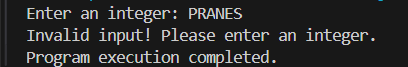 Enter an integer: PRANES
Invalid input! Please enter an integer.
Program execution completed.